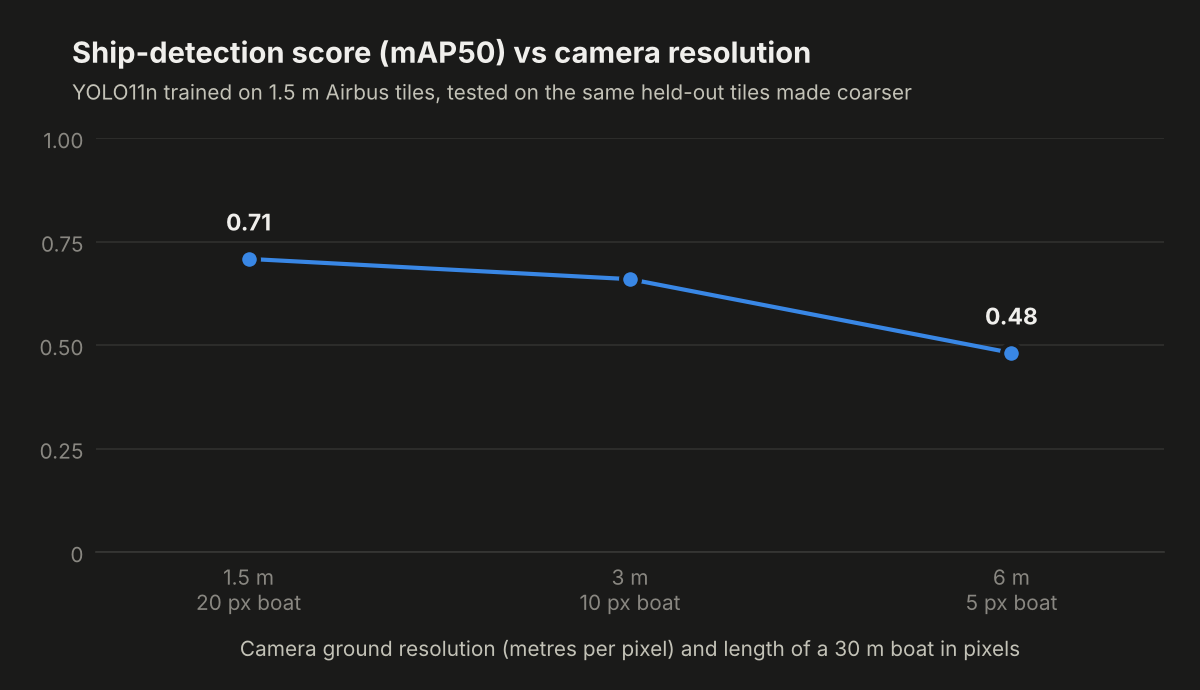 Ship-detection score (mAP50) vs camera resolution
YOLO11n trained on 1.5 m Airbus tiles, tested on the same held-out tiles made coarser
1.00
0.71
0.75
0.48
0.50
0.25
0
1.5 m
20 px boat
3 m
10 px boat
6 m
5 px boat
Camera ground resolution (metres per pixel) and length of a 30 m boat in pixels